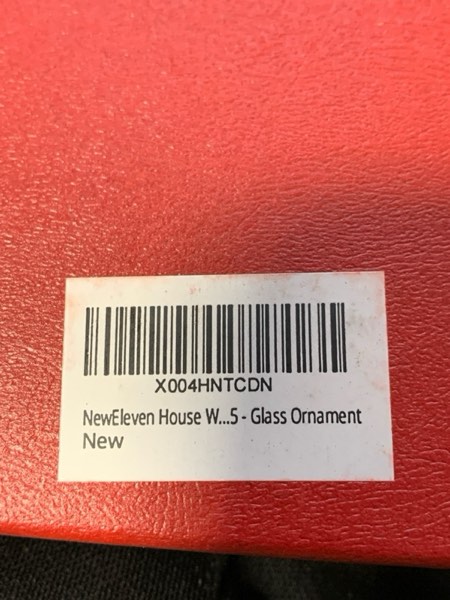 X004HNTCDN
NewEleven House W...5 - Glass Ornament
New